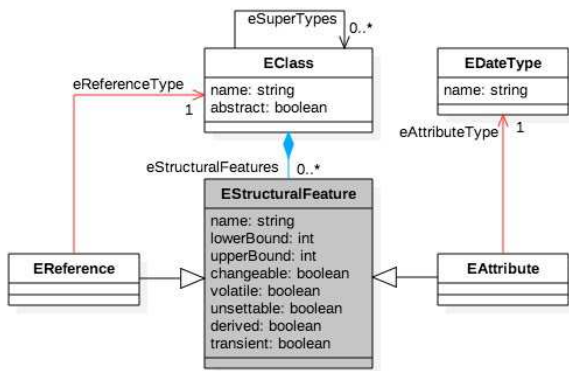 eSuperTypes
0..*
EClass
name: string
abstract: boolean
EDateType
name: string
eReferenceType
1
eAttributeType
1
eStructuralFeatures
0..*
EStructuralFeature
name: string
lowerBound: int
upperBound: int
changeable: boolean
volatile: boolean
unsettable: boolean
derived: boolean
transient: boolean
EReference
EAttribute